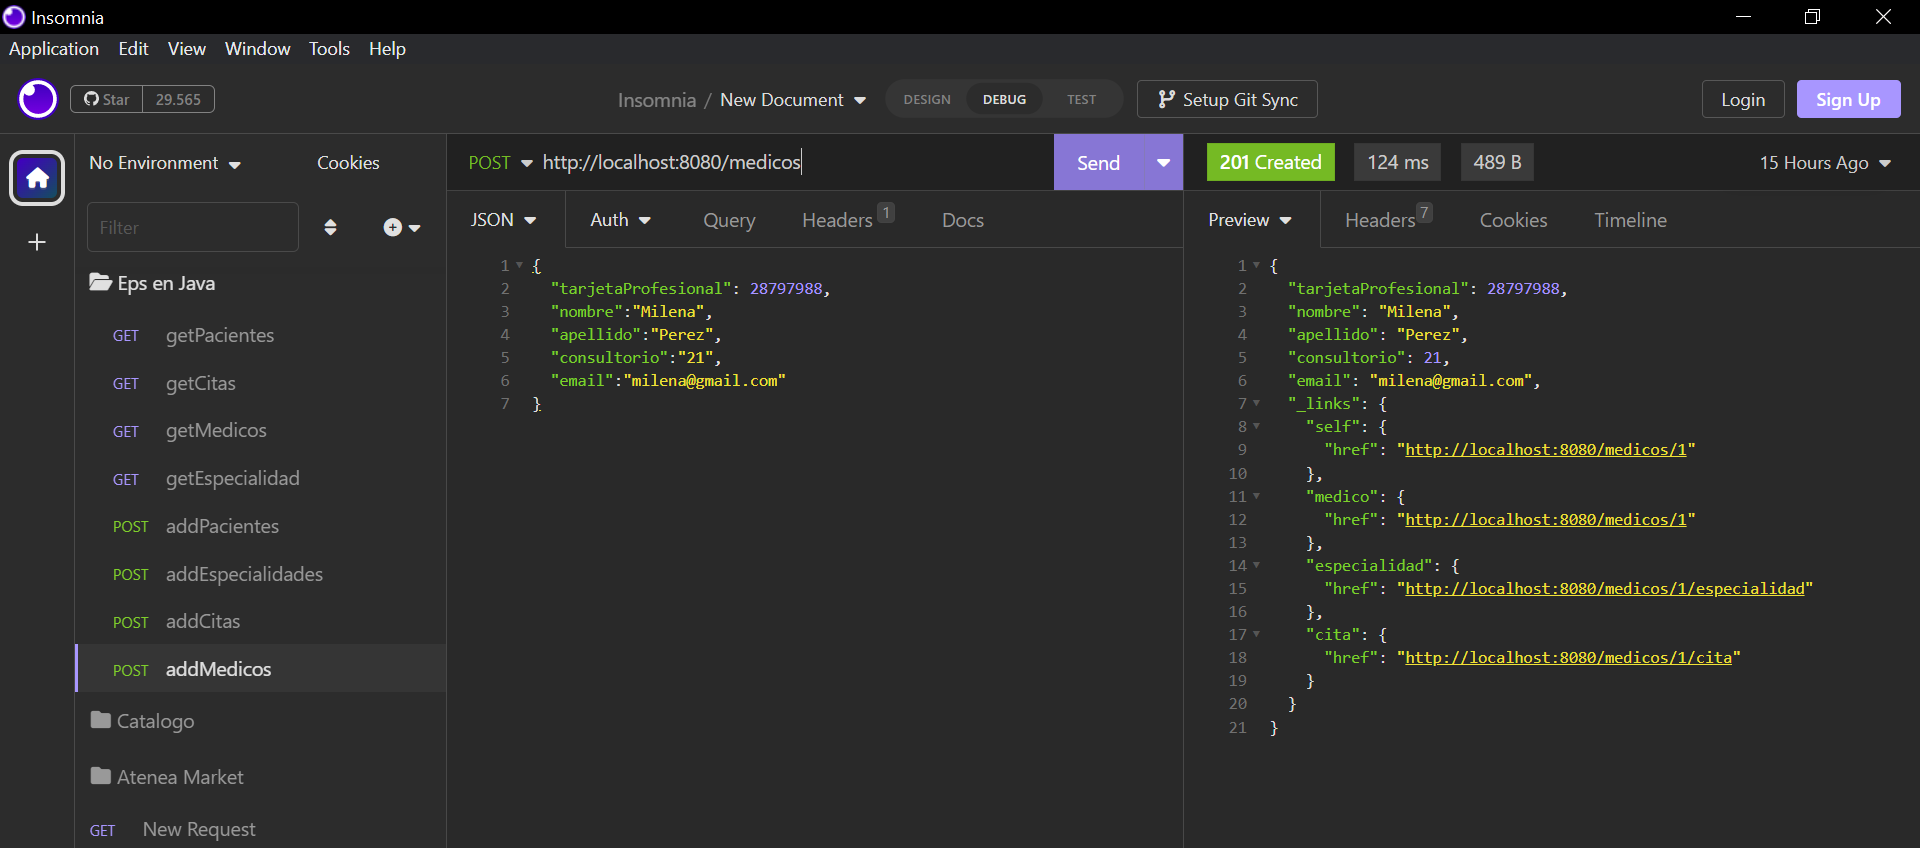 Insomnia
Application Edit View Window Tools Help
Star 29.565
Insomnia / New Document
DESIGN DEBUG TEST
Setup Git Sync
Login
Sign Up
No Environment
Cookies
Filter
Eps en Java
GET getPacientes
GET getCitas
GET getMedicos
GET getEspecialidad
POST addPacientes
POST addEspecialidades
POST addCitas
POST addMedicos
Catalogo
Atenea Market
GET New Request
POST http://localhost:8080/medicos
Send
JSON Auth Query Headers 1 Docs
1 {
2 "tarjetaProfesional": 28797988,
3 "nombre":"Milena",
4 "apellido":"Perez",
5 "consultorio":"21",
6 "email":"milena@gmail.com"
7 }
201 Created 124 ms 489 B 15 Hours Ago
Preview Headers 7 Cookies Timeline
1 {
2 "tarjetaProfesional": 28797988,
3 "nombre": "Milena",
4 "apellido": "Perez",
5 "consultorio": 21,
6 "email": "milena@gmail.com",
7 "_links": {
8 "self": {
9 "href": "http://localhost:8080/medicos/1"
10 },
11 "medico": {
12 "href": "http://localhost:8080/medicos/1"
13 },
14 "especialidad": {
15 "href": "http://localhost:8080/medicos/1/especialidad"
16 },
17 "cita": {
18 "href": "http://localhost:8080/medicos/1/cita"
19 }
20 }
21 }